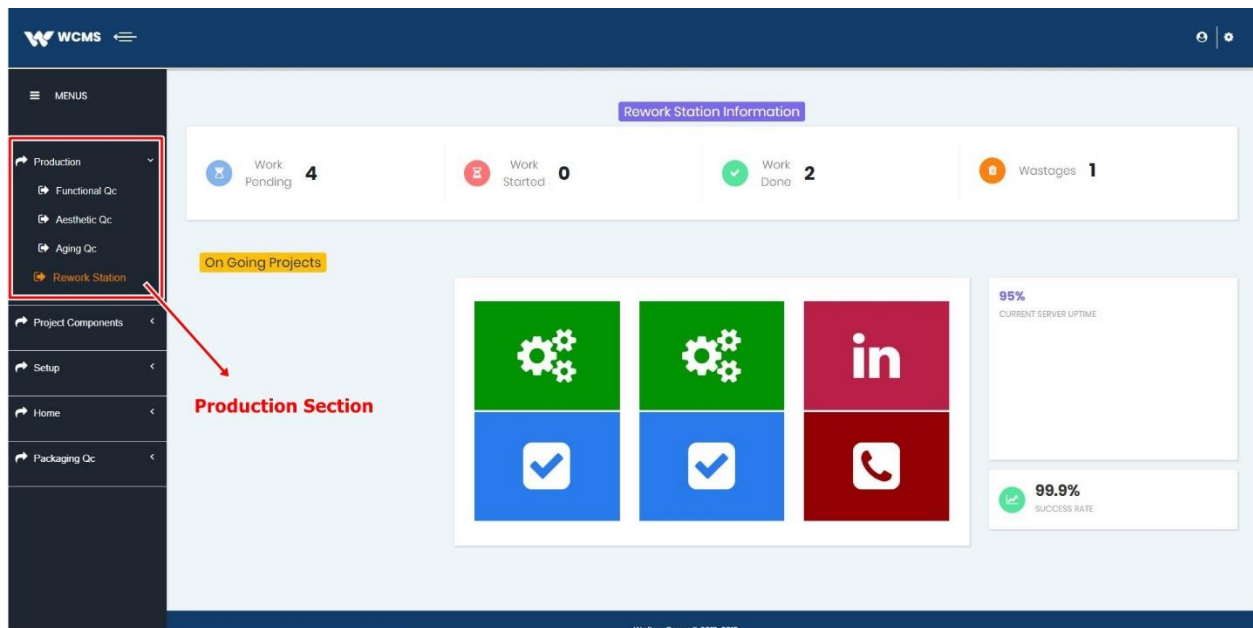 WCMS
MENUS
Production
Functional Qc
Aesthetic Qc
Aging Qc
Rework Station
Project Components
Setup
Home
Packaging Qc
Rework Station Information
Work
Pending 4
Work
Started 0
Work
Done 2
Wastages 1
On Going Projects
Production Section
in
95%
CURRENT SERVER UPTIME
99.9%
SUCCESS RATE